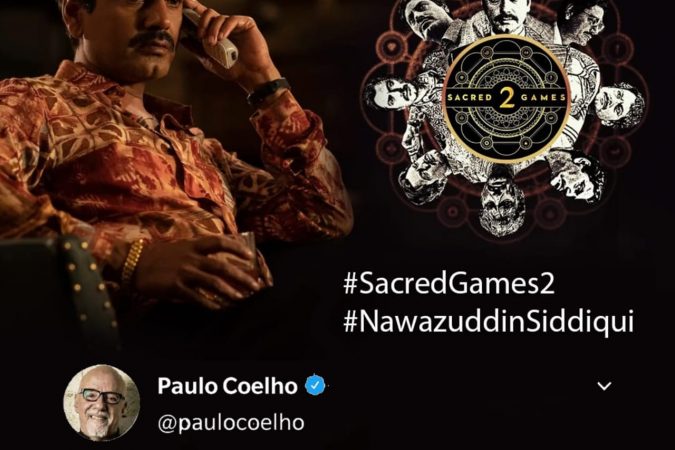 SACRED 2 GAMES
#SacredGames2
#NawazuddinSiddiqui
Paulo Coelho
@paulocoelho